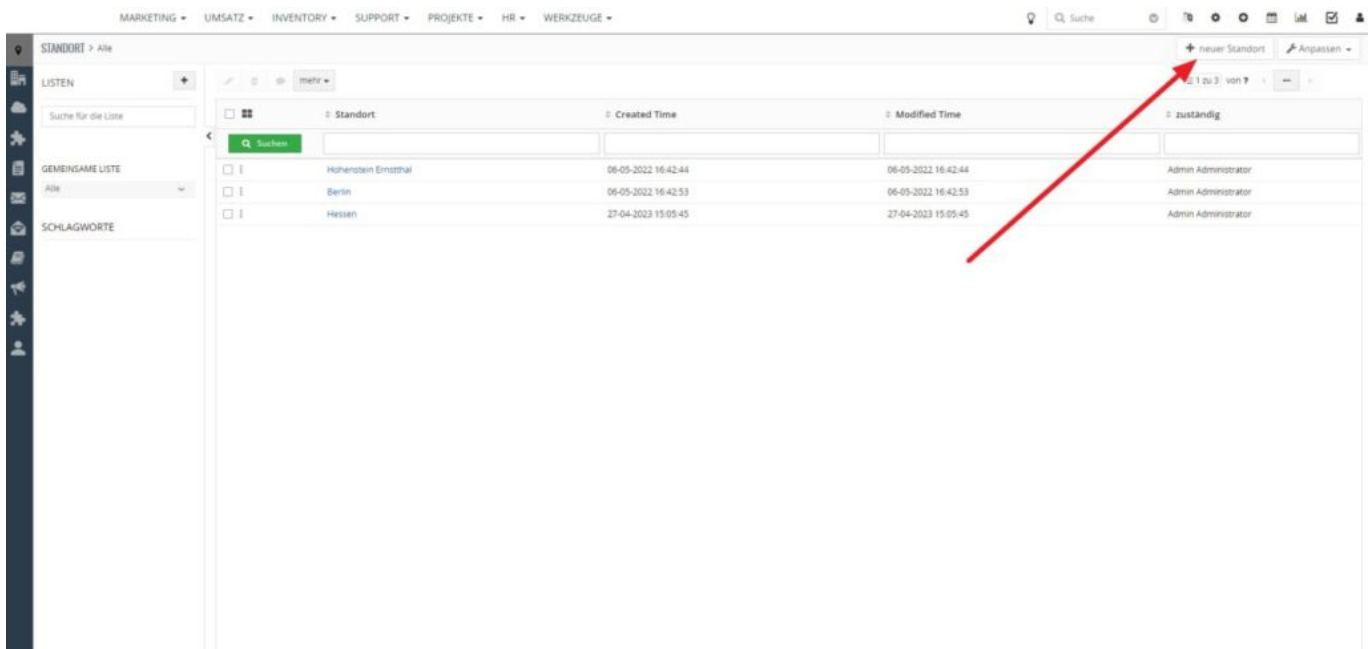 MARKETING UMSATZ INVENTORY SUPPORT PROJEKTE HR WERKZEUGE Suche
STANDORT > Alle + neuer Standort Anpassen
LISTEN + mehr 1 zu 3 von ?
Suche für die Liste
Standort Created Time Modified Time zuständig
Suchen
GEMEINSAME LISTE
Alle
Hohenstein Ernstthal 06-05-2022 16:42:44 06-05-2022 16:42:44 Admin Administrator
Berlin 06-05-2022 16:42:53 06-05-2022 16:42:53 Admin Administrator
Hessen 27-04-2023 15:05:45 27-04-2023 15:05:45 Admin Administrator
SCHLAGWORTE